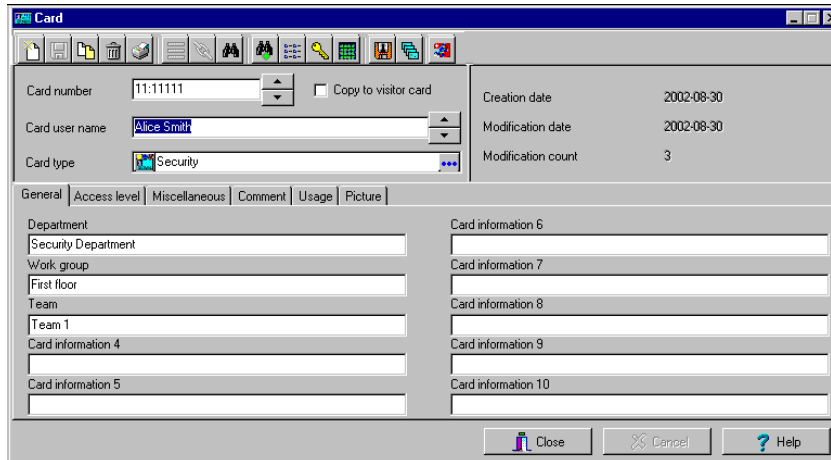 Card
Card number 11:11111 Copy to visitor card
Card user name Alice Smith
Card type Security
Creation date 2002-08-30
Modification date 2002-08-30
Modification count 3
General Access level Miscellaneous Comment Usage Picture
Department
Security Department
Work group
First floor
Team
Team 1
Card information 4
Card information 5
Card information 6
Card information 7
Card information 8
Card information 9
Card information 10
Close Cancel Help